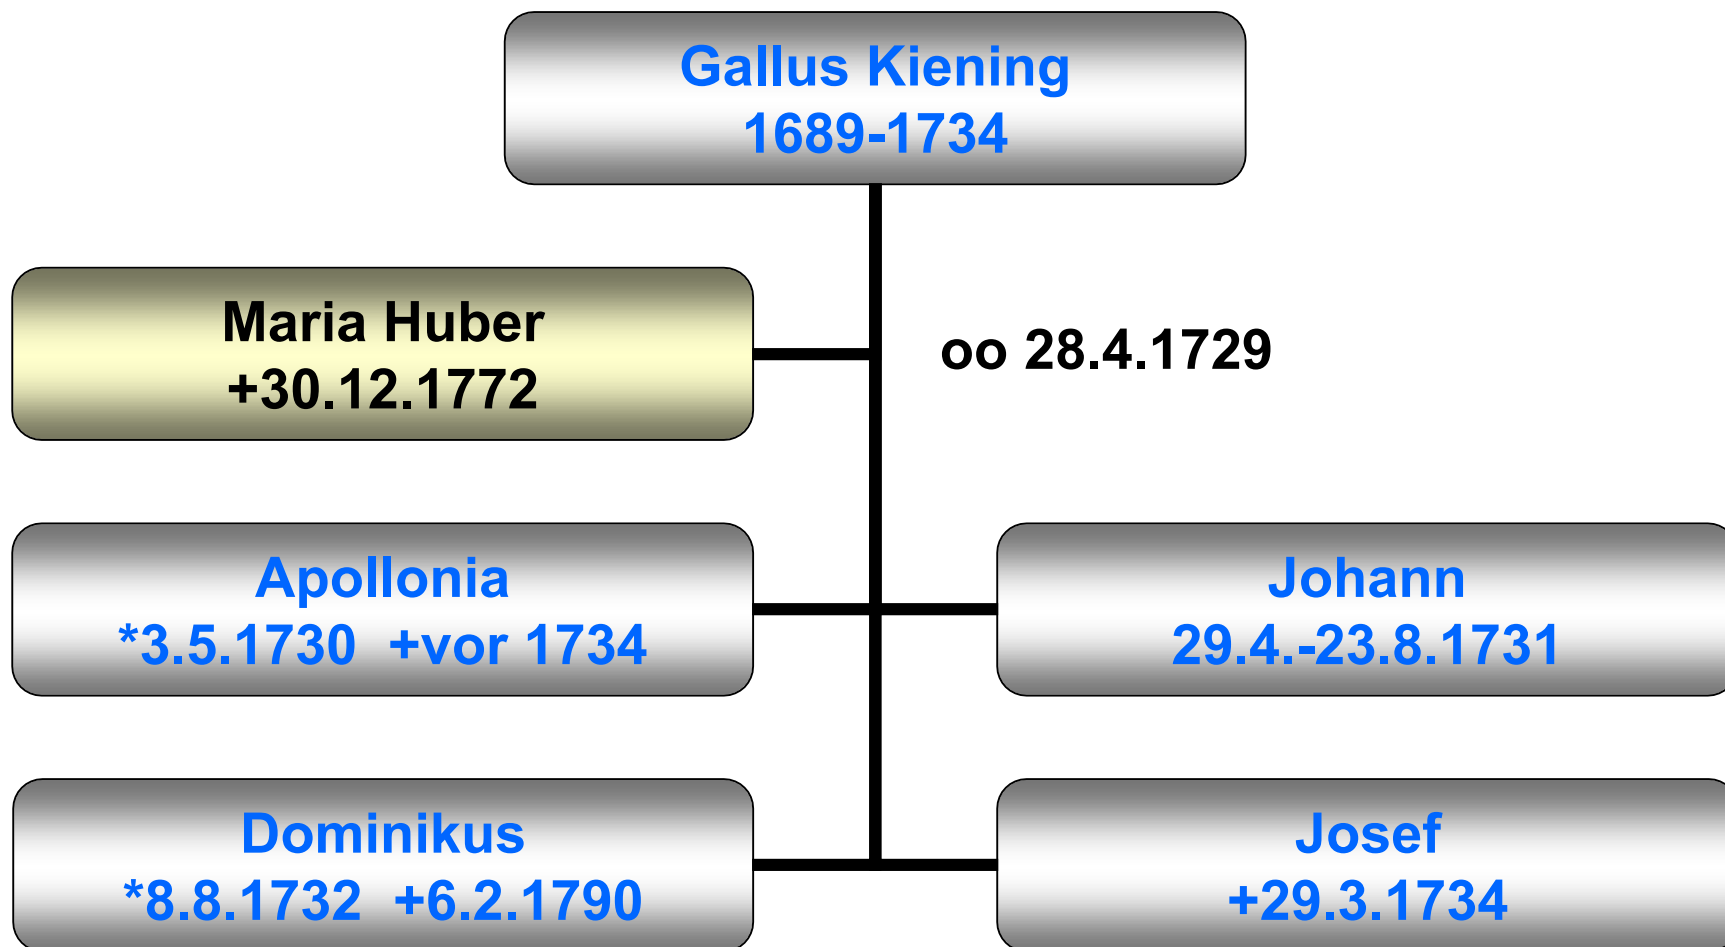 Gallus Kiening
1689-1734
Maria Huber
+30.12.1772
oo 28.4.1729
Apollonia
*3.5.1730  +vor 1734
Johann
29.4.-23.8.1731
Dominikus
*8.8.1732  +6.2.1790
Josef
+29.3.1734